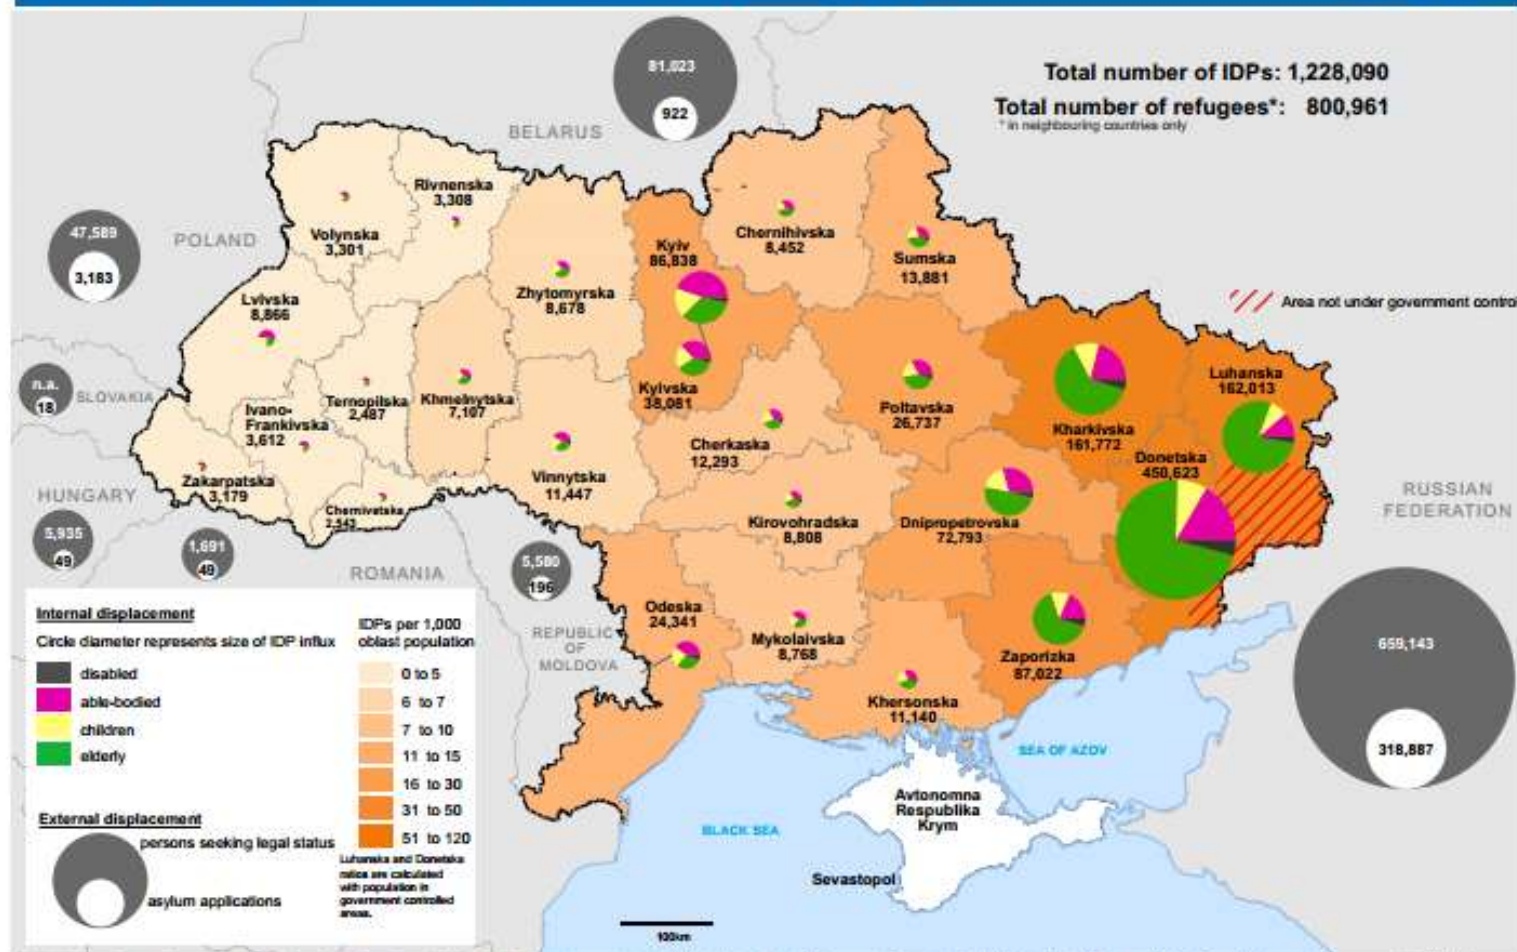 Total number of IDPs: 1,228,090
Total number of refugees*: 800,961
* in neighbouring countries only
81,023
922
BELARUS
Rivnenska
3,308
Volynska
3,301
Chernihivska
8,452
Kyiv
86,838
Sumska
13,881
47,589
3,183
POLAND
Zhytomyrska
8,678
Lvivska
8,866
Area not under government control
n.a.
18
SLOVAKIA
Ivano-
Frankivska
3,612
Ternopilska
2,487
Khmelnytska
7,107
Kyivska
38,081
Poltavska
26,737
Luhanska
162,013
Kharkivska
161,772
Cherkaska
12,293
Donetska
450,623
Zakarpatska
3,179
Vinnytska
11,447
HUNGARY
5,935
49
Chernivetska
2,543
Kirovohradska
8,808
Dnipropetrovska
72,793
RUSSIAN
FEDERATION
1,691
49
ROMANIA
5,580
196
REPUBLIC
OF
MOLDOVA
Odeska
24,341
Mykolaivska
8,768
Zaporizka
87,022
Khersonska
11,140
659,143
318,887
Internal displacement
Circle diameter represents size of IDP influx
disabled
able-bodied
children
elderly
External displacement
persons seeking legal status
asylum applications
IDPs per 1,000
oblast population
0 to 5
6 to 7
7 to 10
11 to 15
16 to 30
31 to 50
51 to 120
Luhanska and Donetska
ratios are calculated
with population in
government controlled
areas.
SEA OF AZOV
BLACK SEA
Avtonomna
Respublika
Krym
Sevastopol
100km